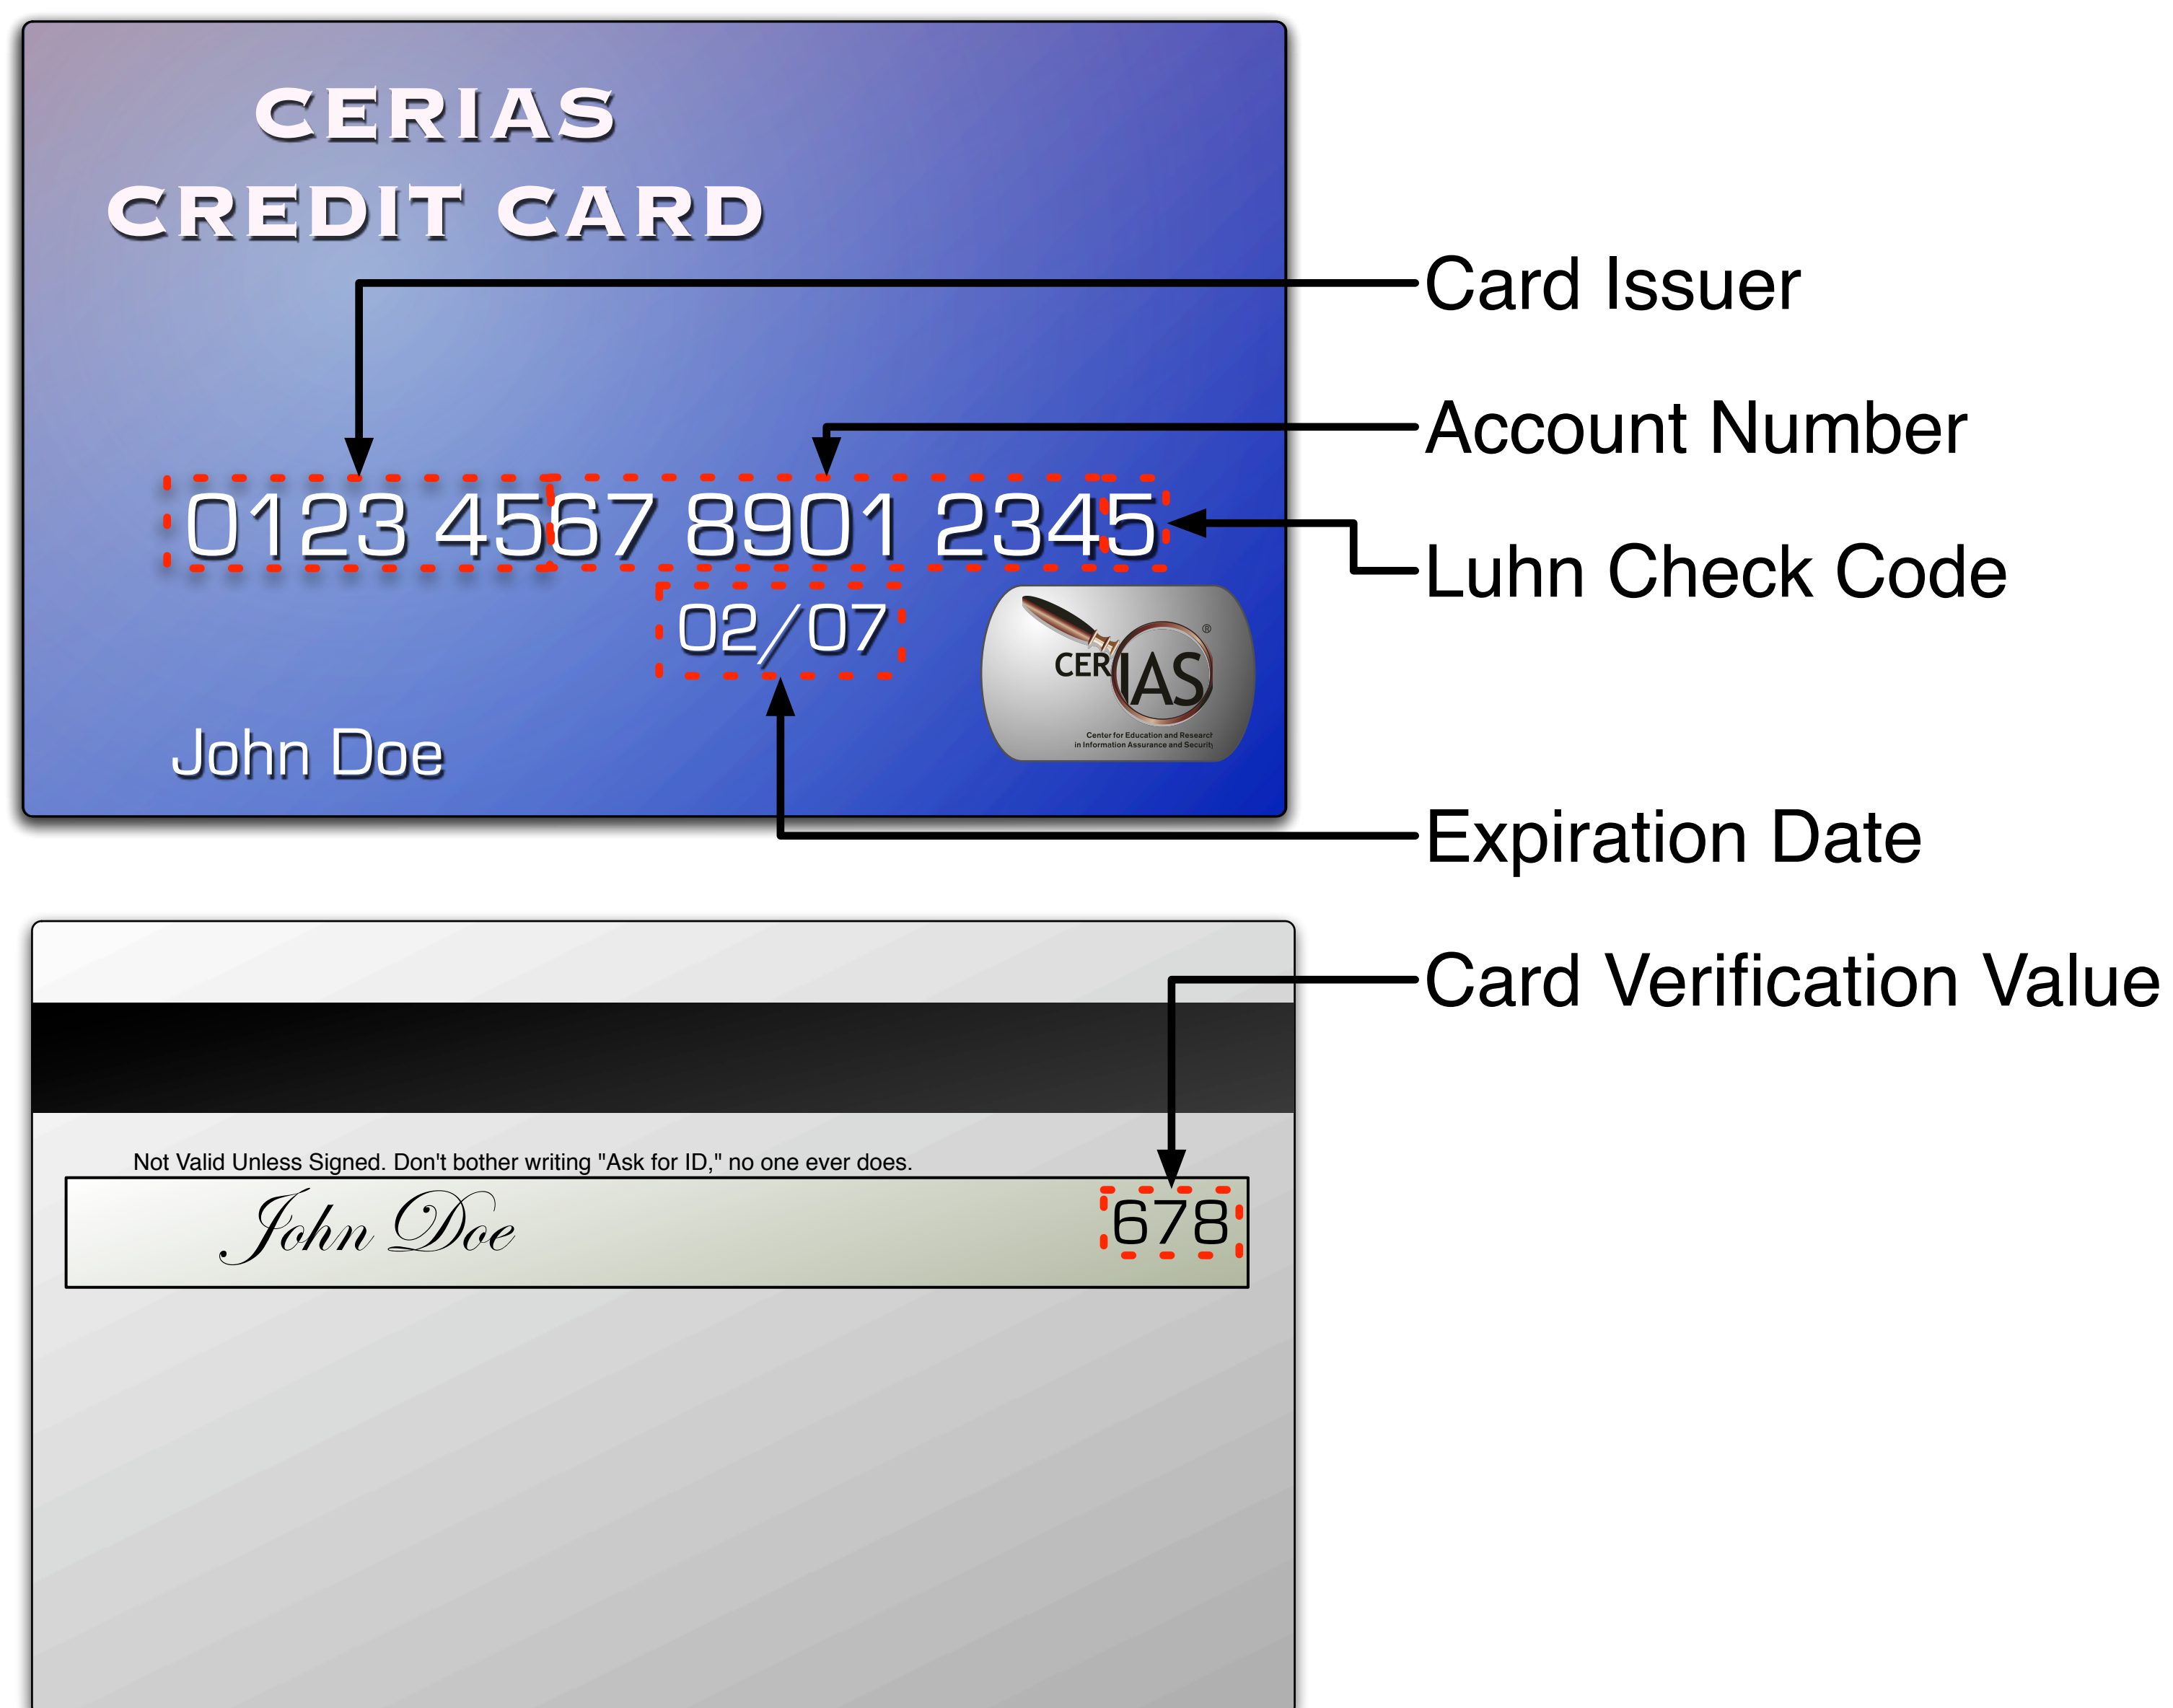 CERIAS
CREDIT CARD
Card Issuer
Account Number
0123 4567 8901 2345
Luhn Check Code
02/07
CERIAS®
Center for Education and Research
in Information Assurance and Security
John Doe
Expiration Date
Card Verification Value
Not Valid Unless Signed. Don't bother writing "Ask for ID," no one ever does.
John Doe
678